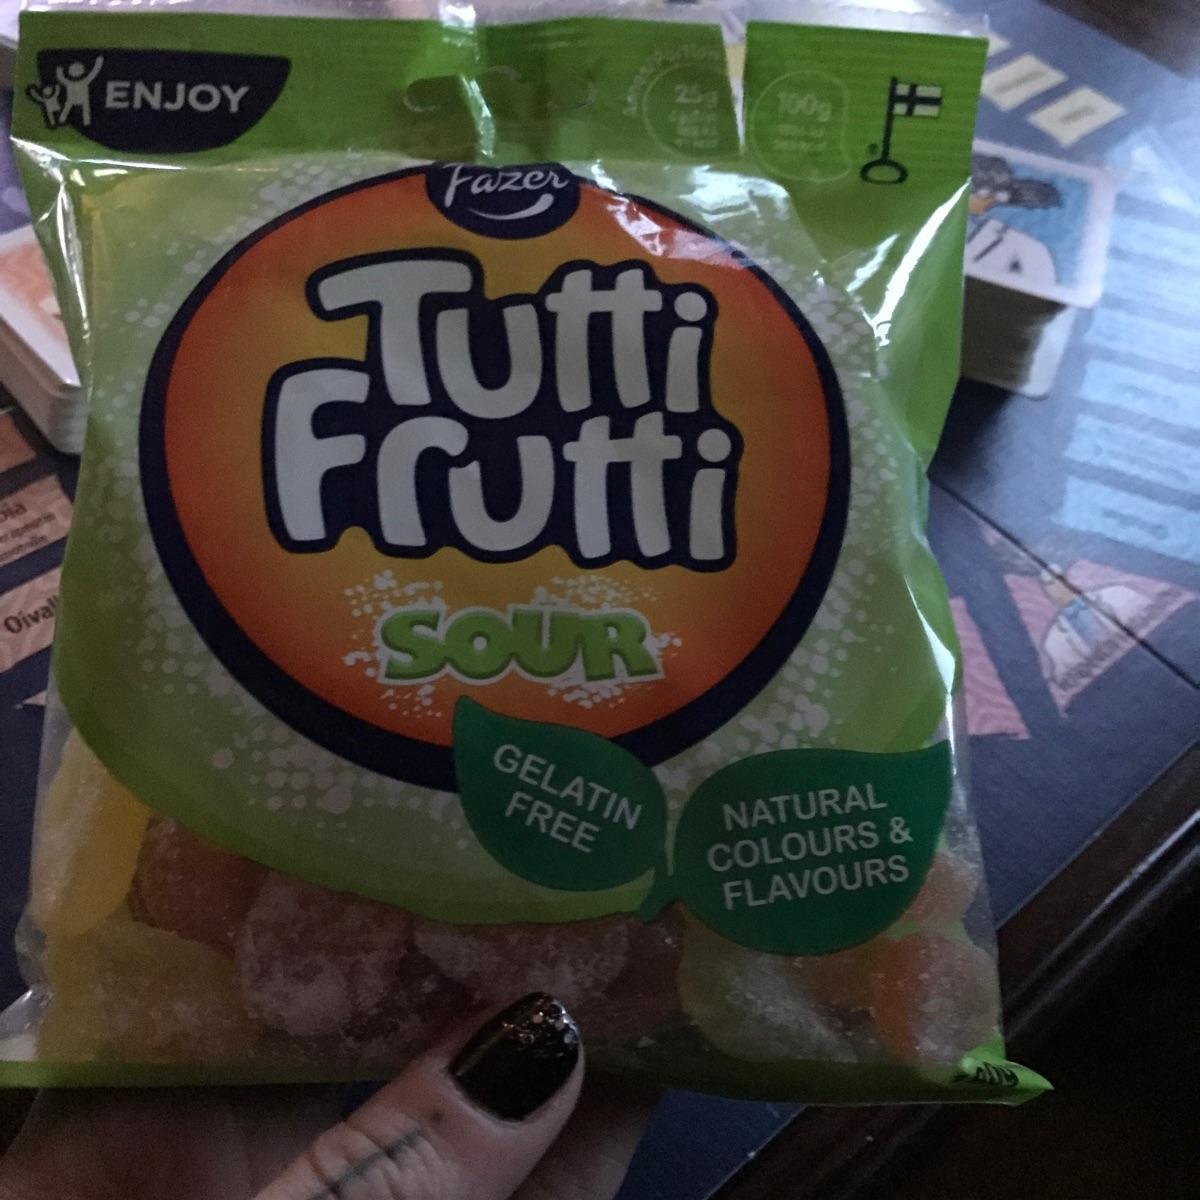 ENJOY
25g
100g
Fazer
Tutti
Frutti
SOUR
GELATIN
FREE
NATURAL
COLOURS &
FLAVOURS